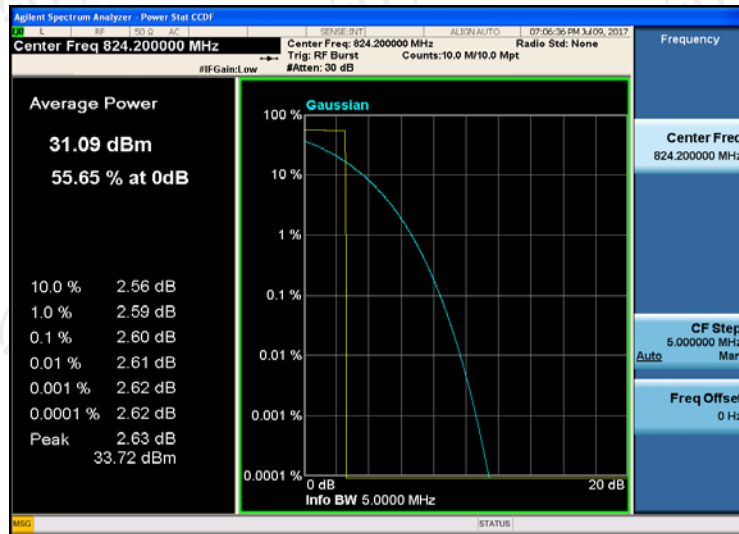 Agilent Spectrum Analyzer - Power Stat CCDF
L RF 50 Ω AC SENSE:INT ALIGN AUTO 07:06:36 PM Jul 09, 2017
Center Freq 824.200000 MHz
Center Freq: 824.200000 MHz Radio Std: None
Trig: RF Burst Counts:10.0 M/10.0 Mpt
#IFGain:Low #Atten: 30 dB
Frequency
Average Power
31.09 dBm
55.65 % at 0dB
10.0 % 2.56 dB
1.0 % 2.59 dB
0.1 % 2.60 dB
0.01 % 2.61 dB
0.001 % 2.62 dB
0.0001 % 2.62 dB
Peak 2.63 dB
33.72 dBm
Gaussian
100 %
10 %
1 %
0.1 %
0.01 %
0.001 %
0.0001 %
0 dB 20 dB
Info BW 5.0000 MHz
Center Freq
824.200000 MHz
CF Step
5.000000 MHz
Auto Man
Freq Offset
0 Hz
MSG STATUS